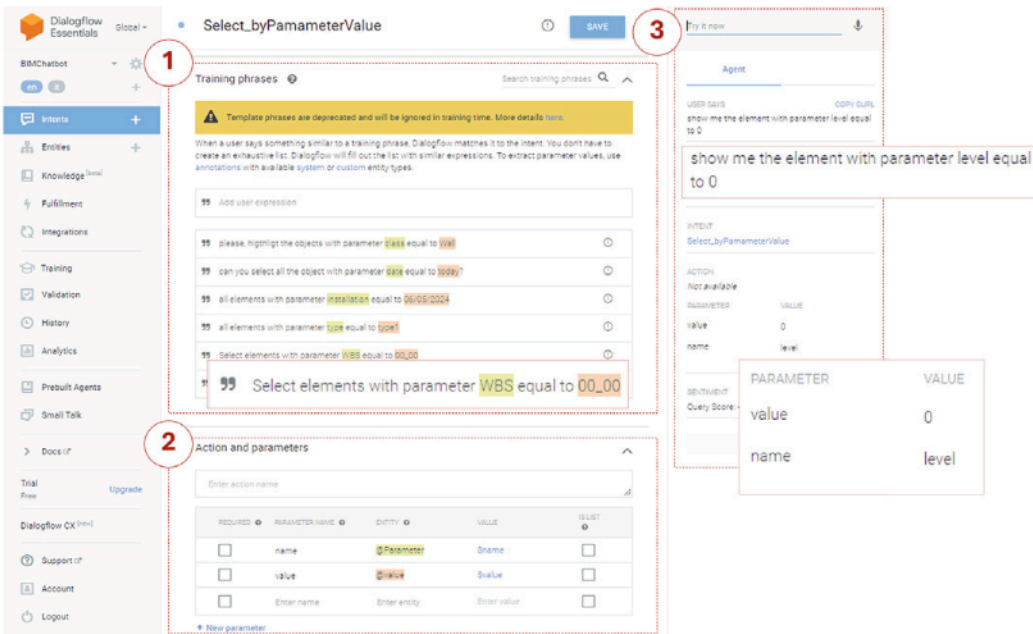 Dialogflow
Essentials
Global
Select_byPamameterValue
SAVE
BIMChatbot
en
it
Intents
Entities
Knowledge [beta]
Fulfillment
Integrations
Training
Validation
History
Analytics
Prebuilt Agents
Small Talk
Docs
Trial
Free
Upgrade
Dialogflow CX [new]
Support
Account
Logout
1
Training phrases
Search training phrases
Template phrases are deprecated and will be ignored in training time. More details here.
When a user says something similar to a training phrase, Dialogflow matches it to the intent. You don't have to
create an exhaustive list. Dialogflow will fill out the list with similar expressions. To extract parameter values, use
annotations with available system or custom entity types.
Add user expression
please, higthligt the objects with parameter class equal to Wall
can you select all the object with parameter date equal to today?
all elements with parameter installation equal to 06/05/2024
all elements with parameter type equal to type1
Select elements with parameter WBS equal to 00_00
Select elements with parameter WBS equal to 00_00
2
Action and parameters
Enter action name
REQUIRED PARAMETER NAME ENTITY VALUE IS LIST
name @Parameter $name
value @value $value
Enter name Enter entity Enter value
+ New parameter
3
Try it now
Agent
USER SAYS COPY CURL
show me the element with parameter level equal
to 0
show me the element with parameter level equal
to 0
INTENT
Select_byPamameterValue
ACTION
Not available
PARAMETER VALUE
value 0
name level
SENTIMENT
Query Score:
PARAMETER VALUE
value 0
name level